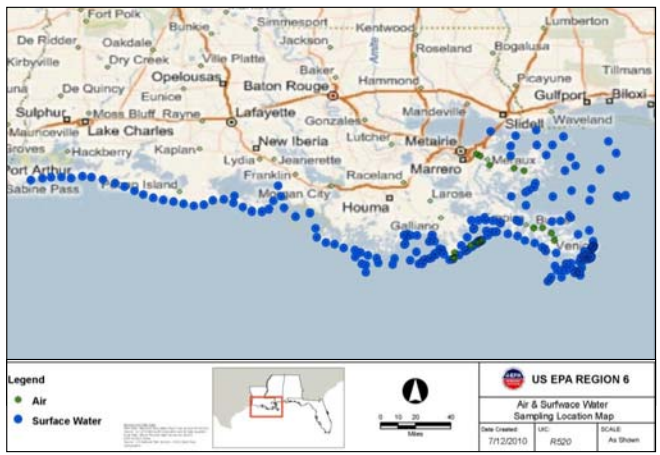 Fort Polk
Simmesport
Kentwood
Lumberton
Bunkie
De Ridder
Oakdale
Jackson
Roseland
Bogalusa
Kirbyville
Dry Creek
Ville Platte
Amite
Baker
Hammond
Picayune
Tillmans
Opelousas
Baton Rouge
De Quincy
Eunice
Gulfport
Biloxi
Sulphur
Moss Bluff
Rayne
Lafayette
Gonzales
Mandeville
Slidell
Waveland
Mauriceville
Lake Charles
Lutcher
Metairie
Groves
Hackberry
Kaplan
New Iberia
Meraux
Port Arthur
Lydia
Jeanerette
Marrero
Sabine Pass
Island
Franklin
Raceland
Morgan City
Larose
Houma
Galliano
Venice
Legend
Air
Surface Water
0 10 20 40
Miles
EPA
US EPA REGION 6
Air & Surfwace Water
Sampling Location Map
Date Created:
7/12/2010
UIC:
R520
SCALE:
As Shown